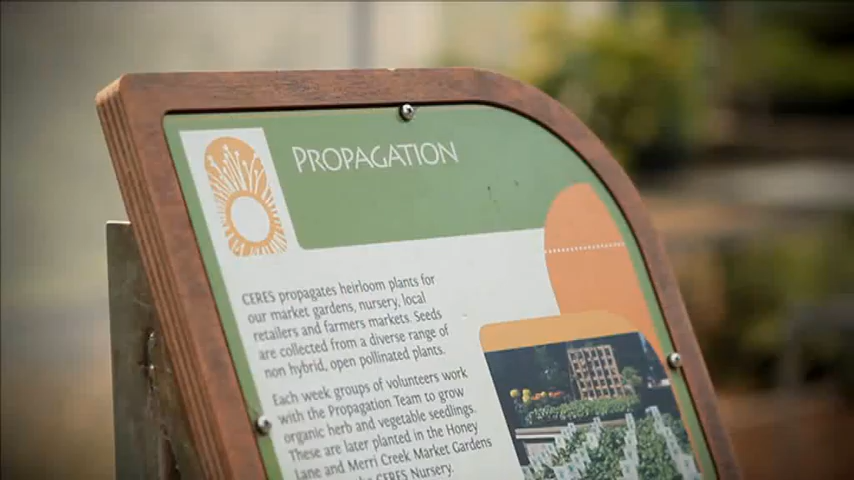 PROPAGATION
CERES propagates heirloom plants for
our market gardens, nursery, local
retailers and farmers markets. Seeds
are collected from a diverse range of
non hybrid, open pollinated plants.
Each week groups of volunteers work
with the Propagation Team to grow
organic herb and vegetable seedlings.
These are later planted in the Honey
Lane and Merri Creek Market Gardens
CERES Nursery.